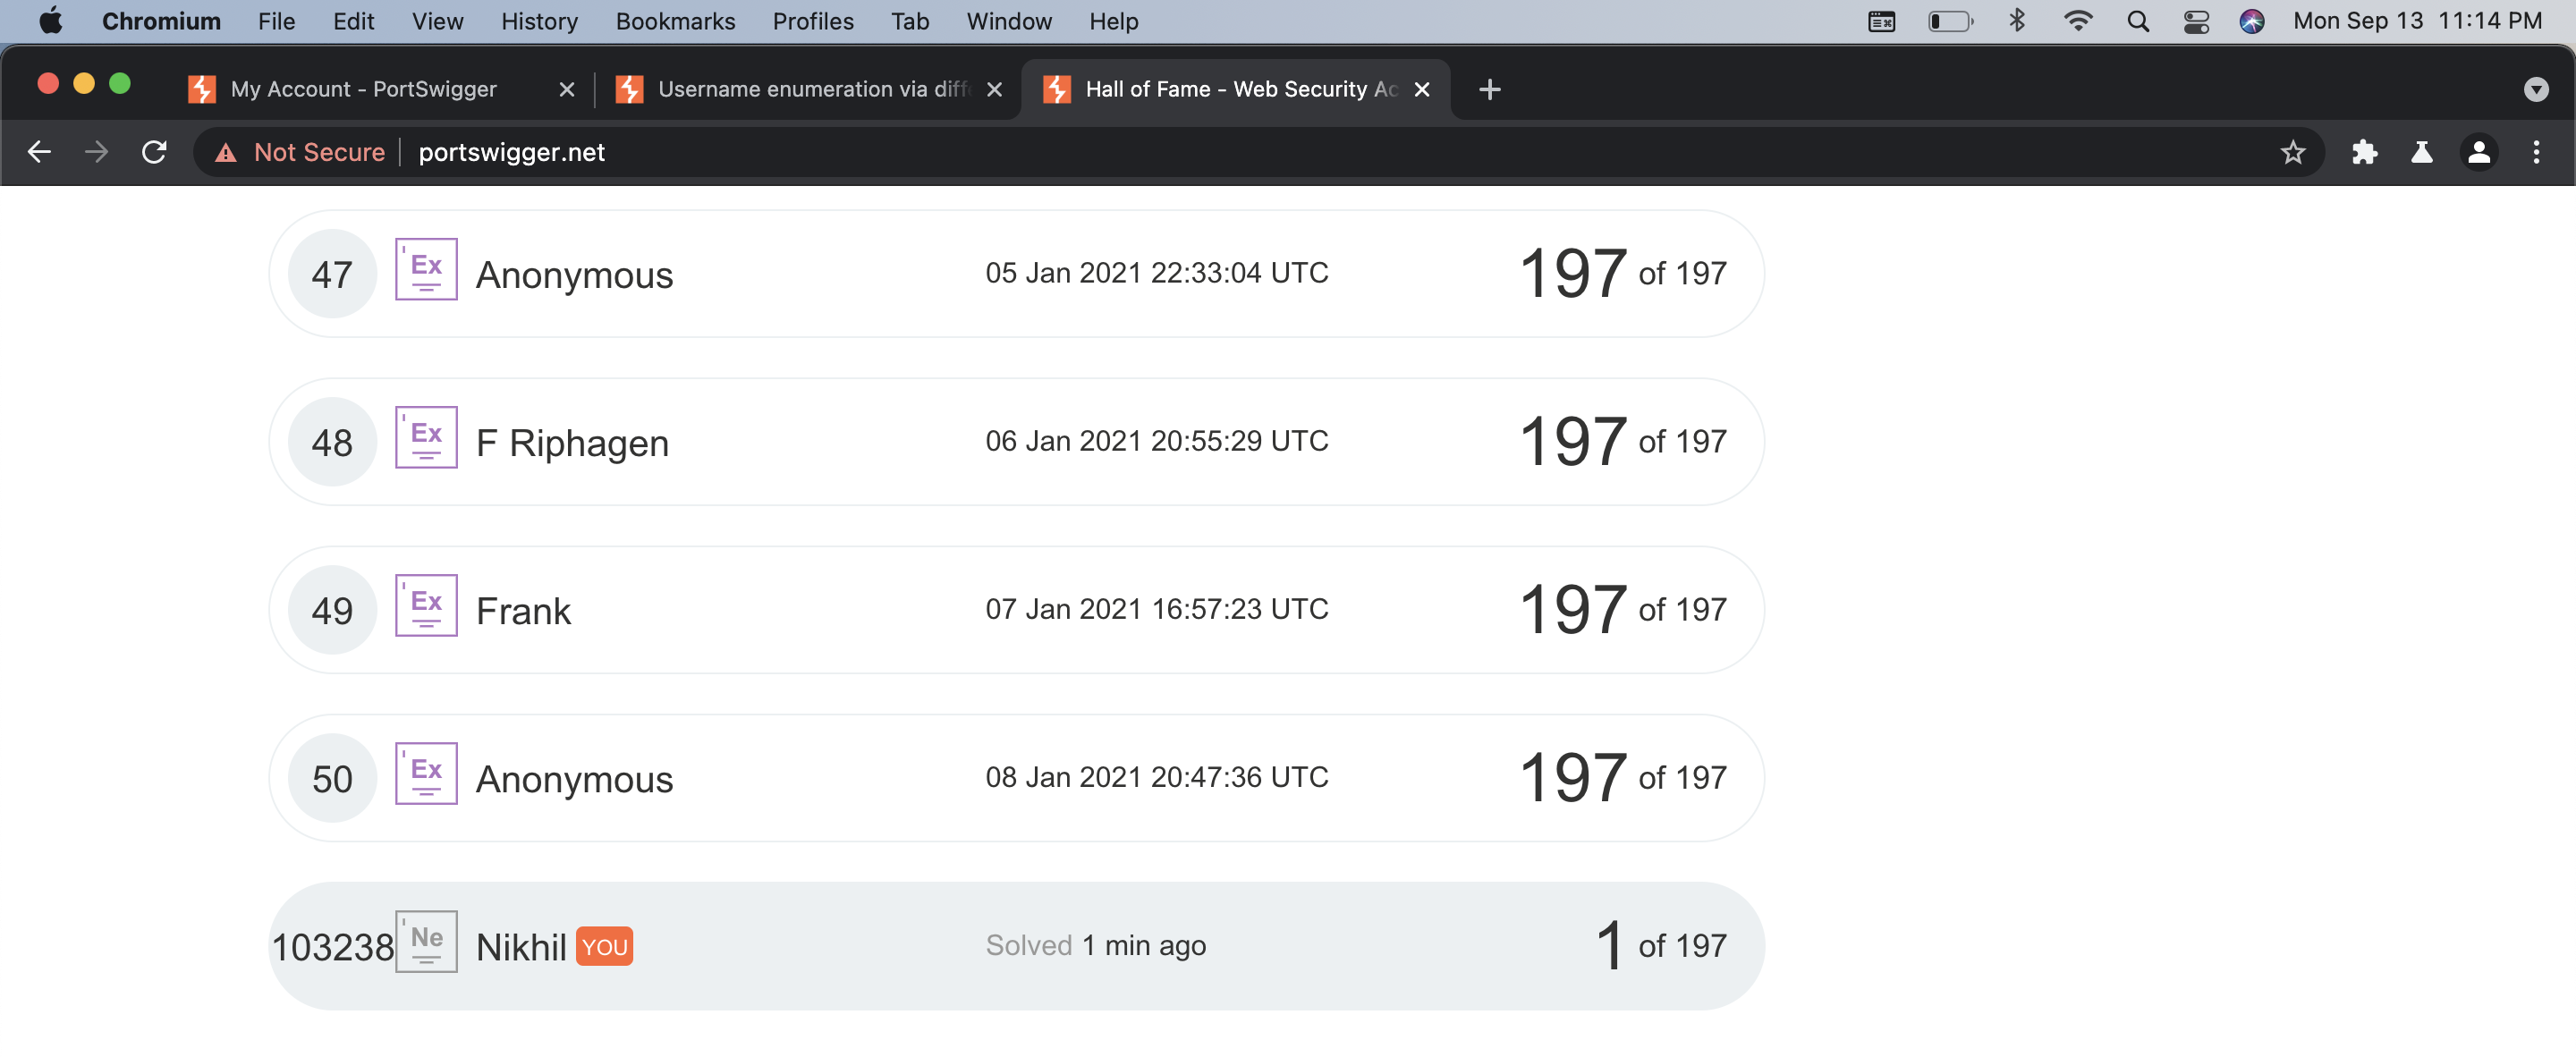 Chromium File Edit View History Bookmarks Profiles Tab Window Help Mon Sep 13 11:14 PM
My Account - PortSwigger Username enumeration via diff Hall of Fame - Web Security Ac
Not Secure portswigger.net
47 Ex Anonymous 05 Jan 2021 22:33:04 UTC 197 of 197
48 Ex F Riphagen 06 Jan 2021 20:55:29 UTC 197 of 197
49 Ex Frank 07 Jan 2021 16:57:23 UTC 197 of 197
50 Ex Anonymous 08 Jan 2021 20:47:36 UTC 197 of 197
103238 Ne Nikhil YOU Solved 1 min ago 1 of 197